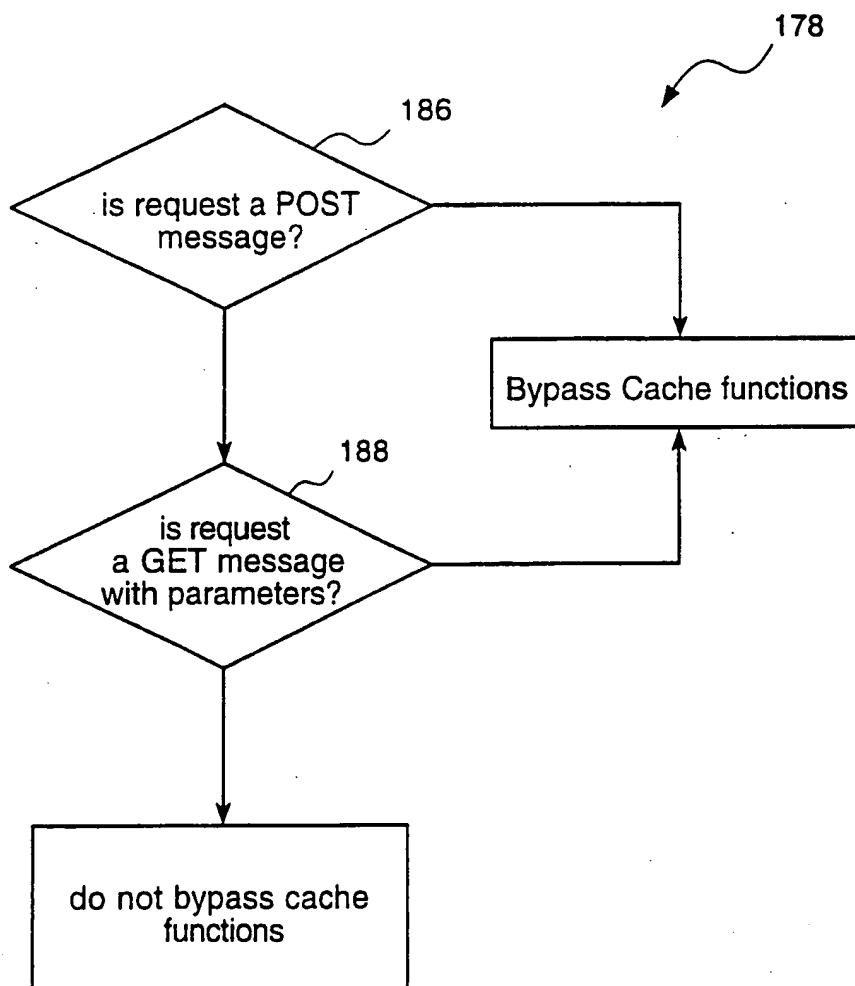 178
186
is request a POST
message?
Bypass Cache functions
188
is request
a GET message
with parameters?
do not bypass cache
functions